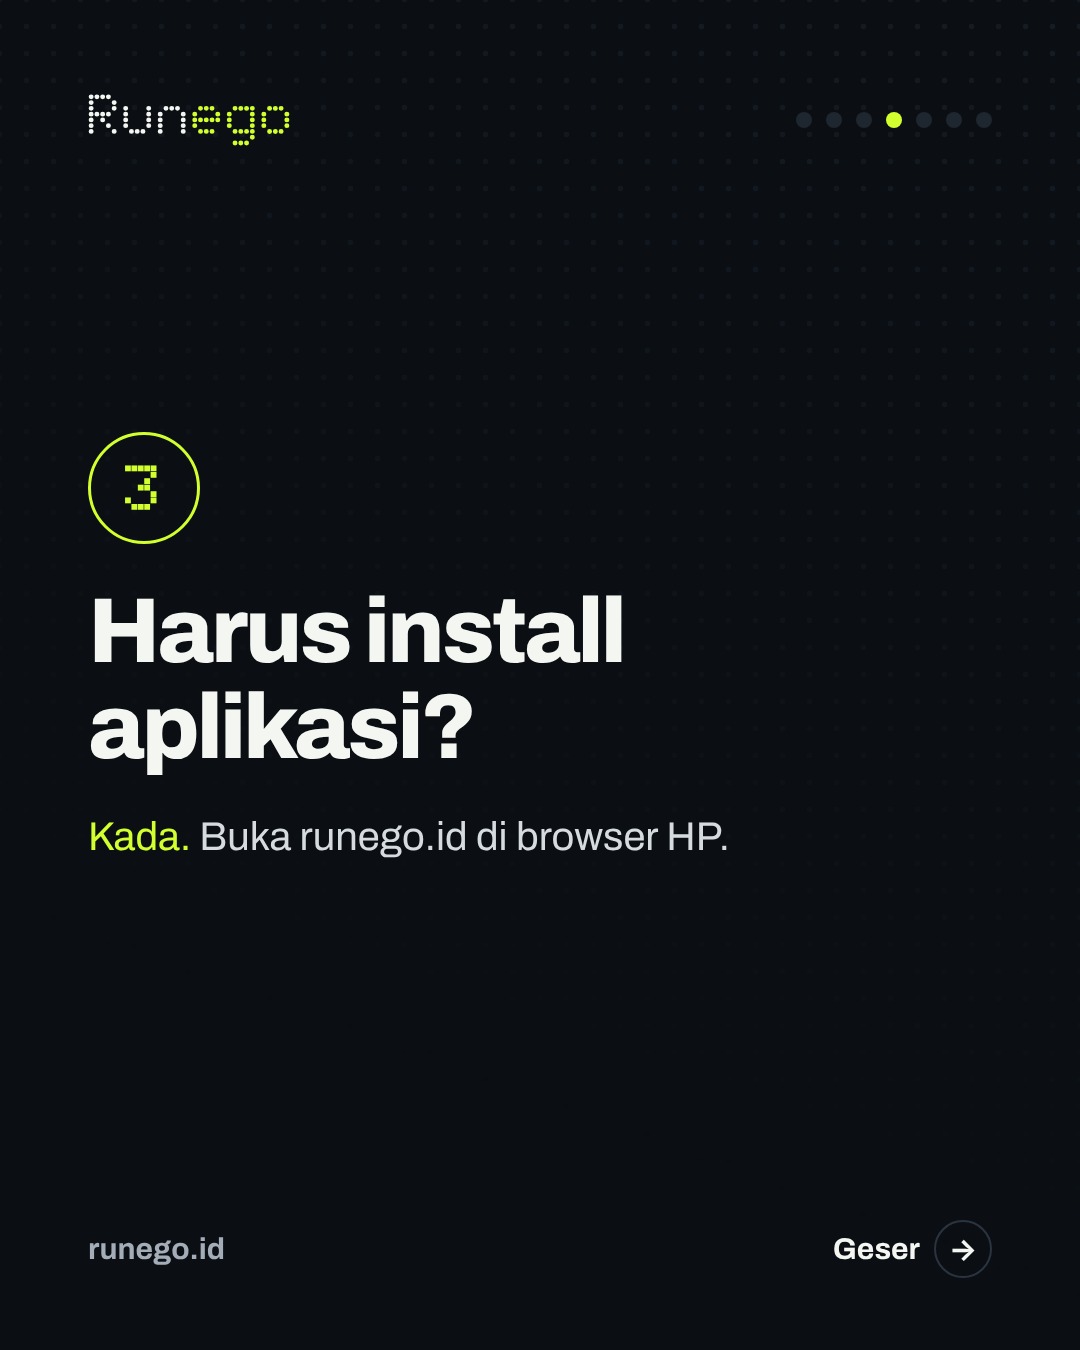 Runego
3
Harus install
aplikasi?
Kada. Buka runego.id di browser HP.
runego.id
Geser